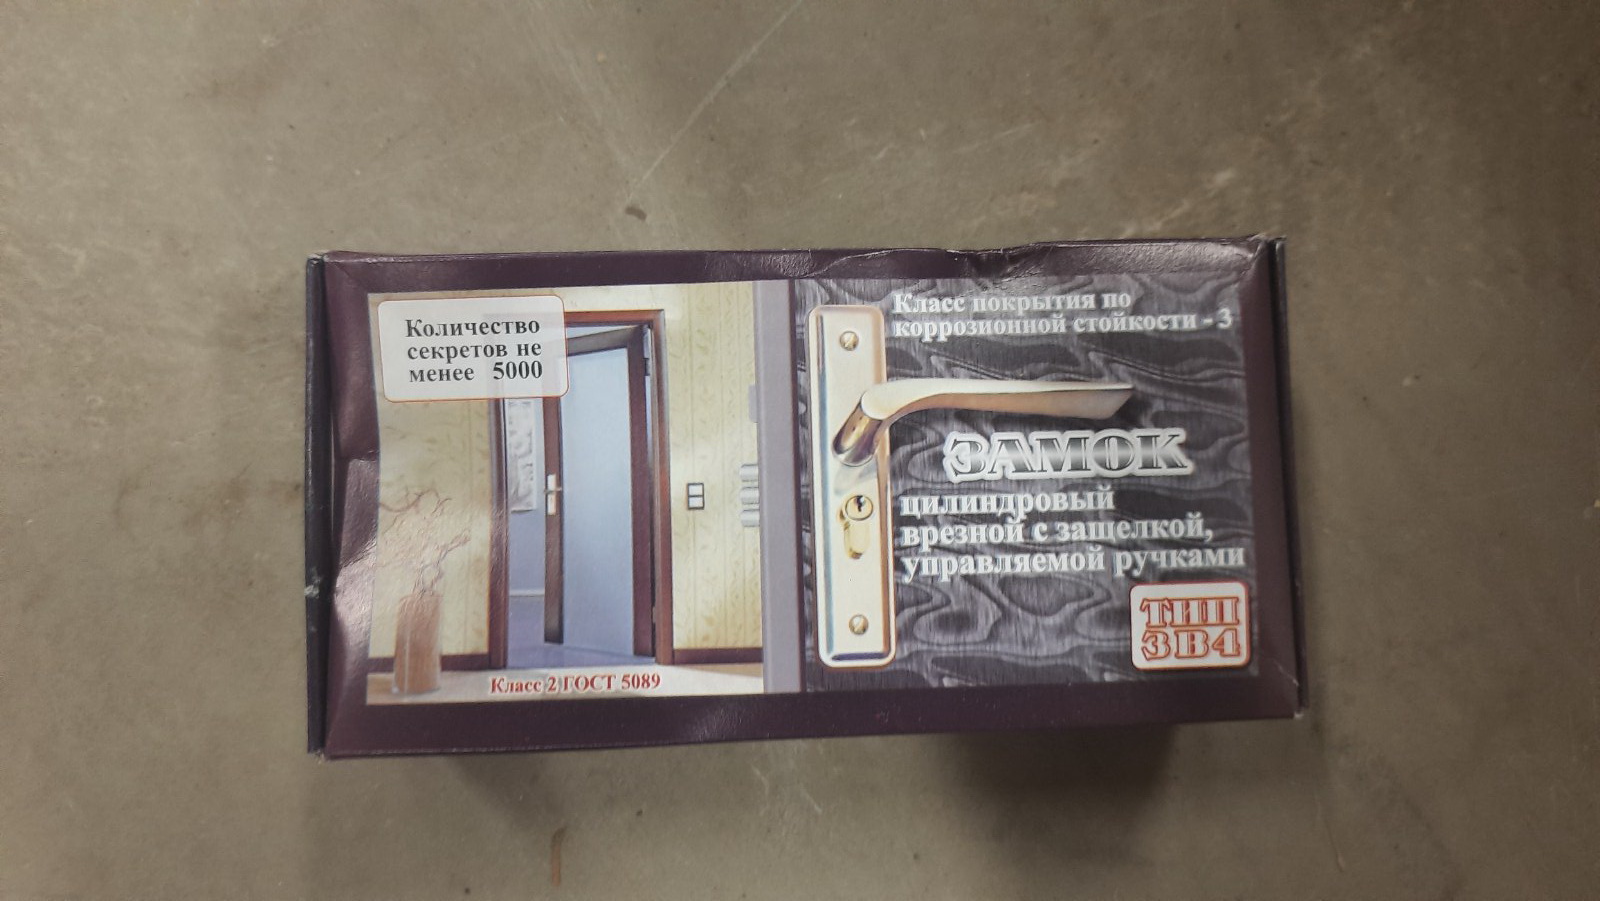 Количество
секретов не
менее 5000
Класс 2 ГОСТ 5089
Класс покрытия по
коррозионной стойкости - 3
ЗАМОК
цилиндровый
врезной с защелкой,
управляемой ручками
ТИП
ЗВ4